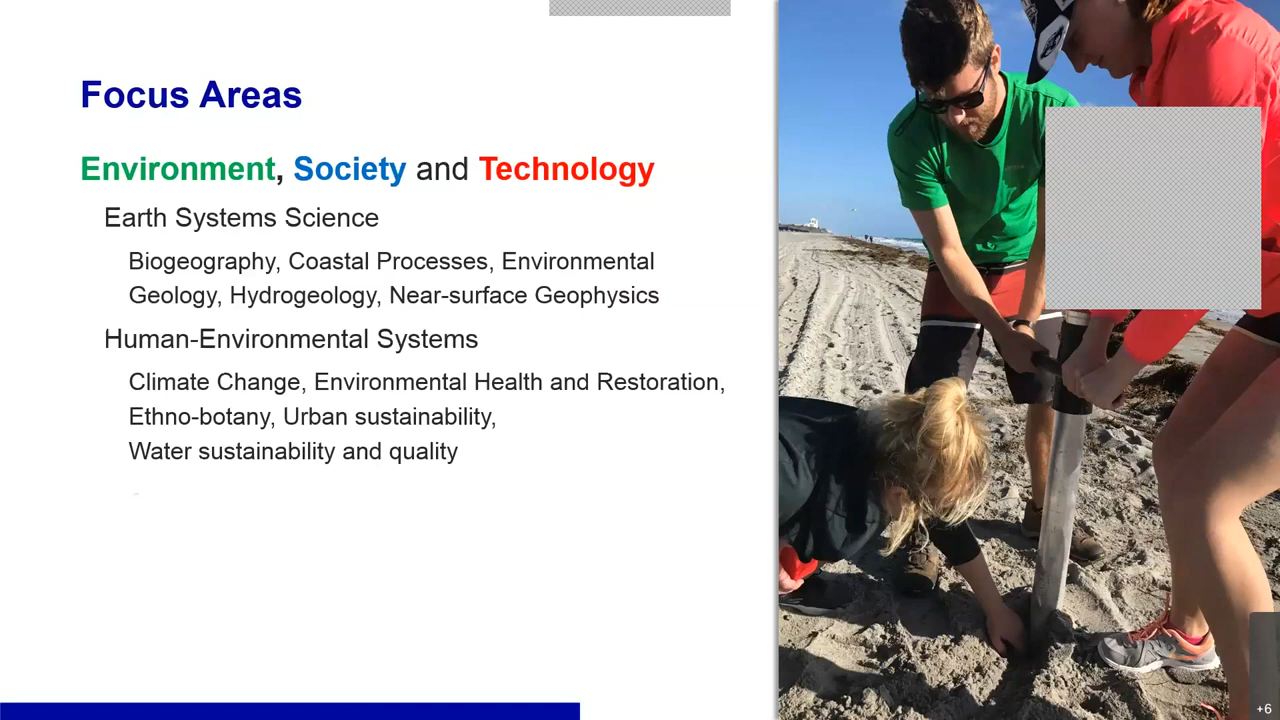 Focus Areas
Environment, Society and Technology
Earth Systems Science
Biogeography, Coastal Processes, Environmental
Geology, Hydrogeology, Near-surface Geophysics
Human-Environmental Systems
Climate Change, Environmental Health and Restoration,
Ethno-botany, Urban sustainability,
Water sustainability and quality
+6